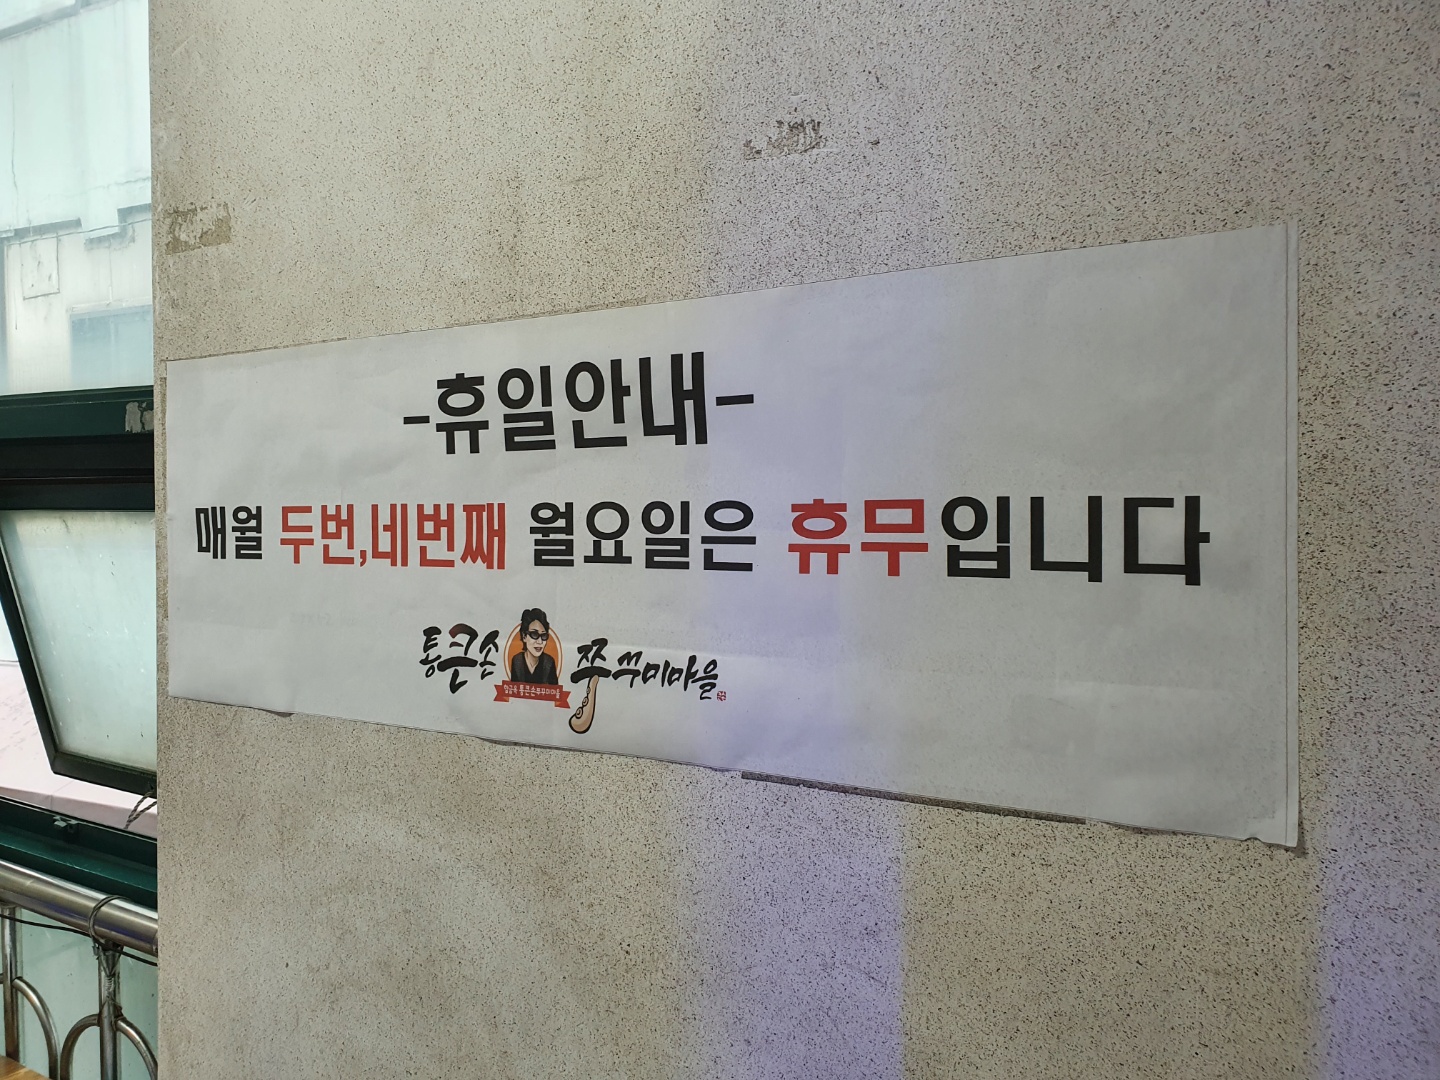 -휴일안내-
매월 두번,네번째 월요일은 휴무입니다
통큰손 쭈꾸미마을